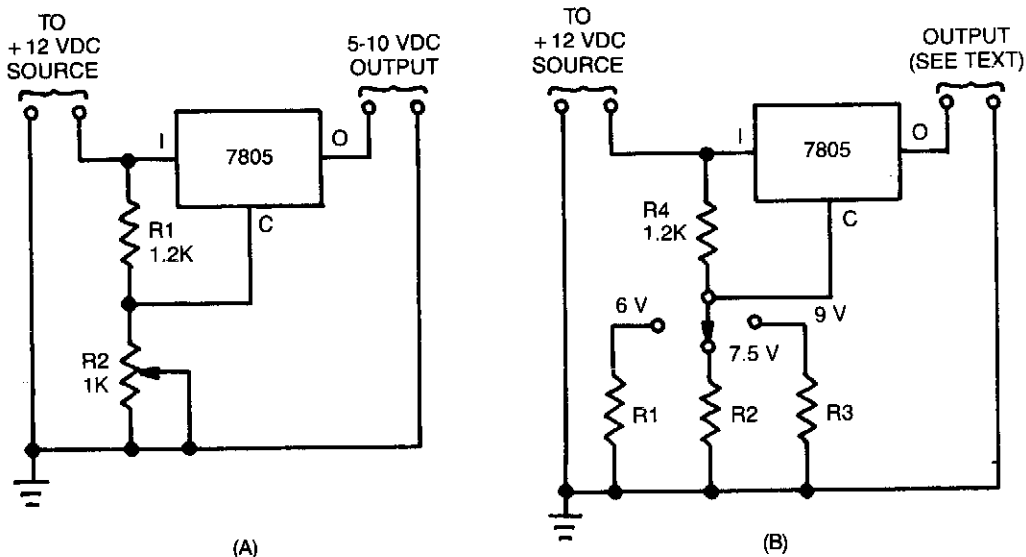 TO
+ 12 VDC
SOURCE
5-10 VDC
OUTPUT
I
7805
O
C
R1
1.2K
R2
1K
(A)
TO
+ 12 VDC
SOURCE
OUTPUT
(SEE TEXT)
I
7805
O
C
R4
1.2K
6 V
9 V
7.5 V
R1
R2
R3
(B)